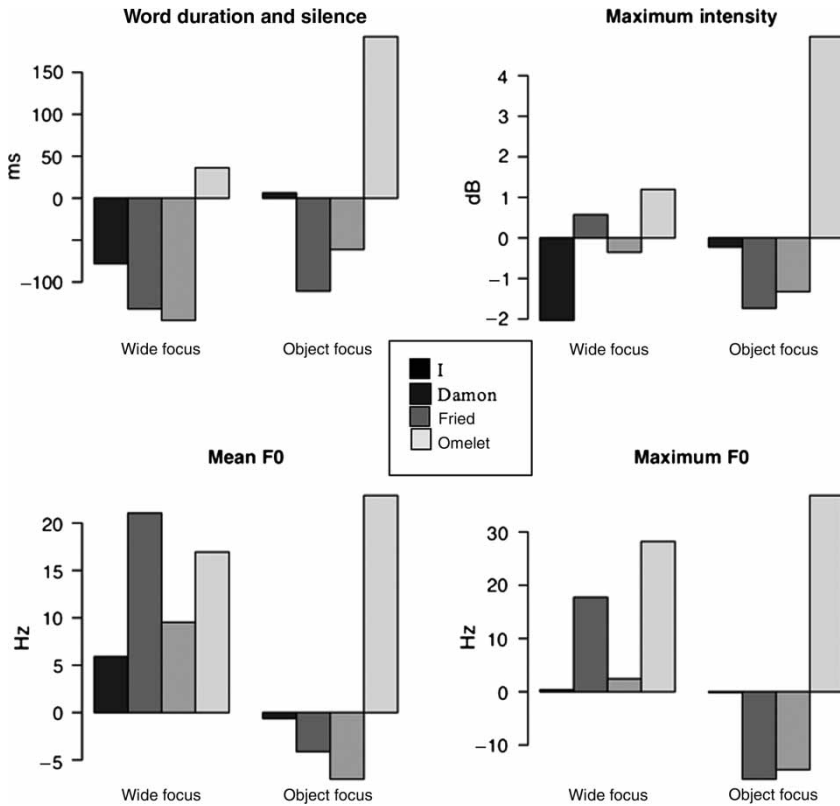 Word duration and silence
ms
150
100
50
0
−100
Wide focus
Object focus
Maximum intensity
dB
4
3
2
1
0
−1
−2
Wide focus
Object focus
I
Damon
Fried
Omelet
Mean F0
Hz
20
15
10
5
0
−5
Wide focus
Object focus
Maximum F0
Hz
30
20
10
0
−10
Wide focus
Object focus